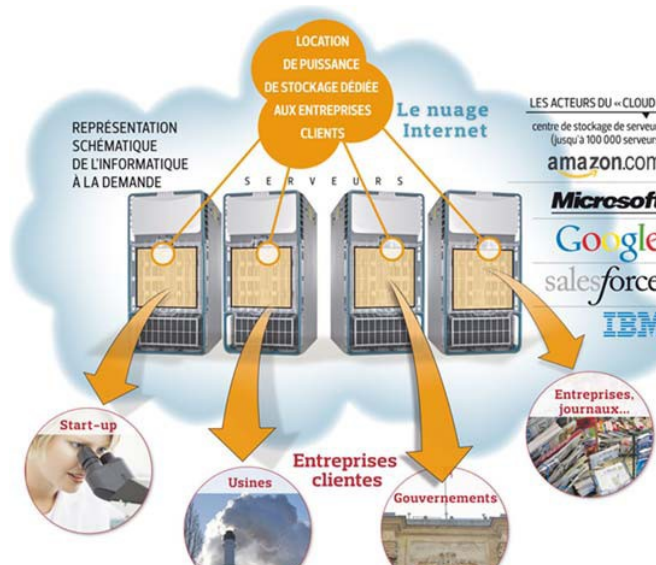 LOCATION
DE PUISSANCE
DE STOCKAGE DÉDIÉE
AUX ENTREPRISES
CLIENTS
Le nuage
Internet
REPRÉSENTATION
SCHÉMATIQUE
DE L'INFORMATIQUE
À LA DEMANDE
SERVEURS
LES ACTEURS DU « CLOUD
centre de stockage de serveur
(jusqu'à 100 000 serveurs
amazon.com
Microsoft
Google
salesforce
IBM
Start-up
Usines
Entreprises
clientes
Gouvernements
Entreprises,
journaux...